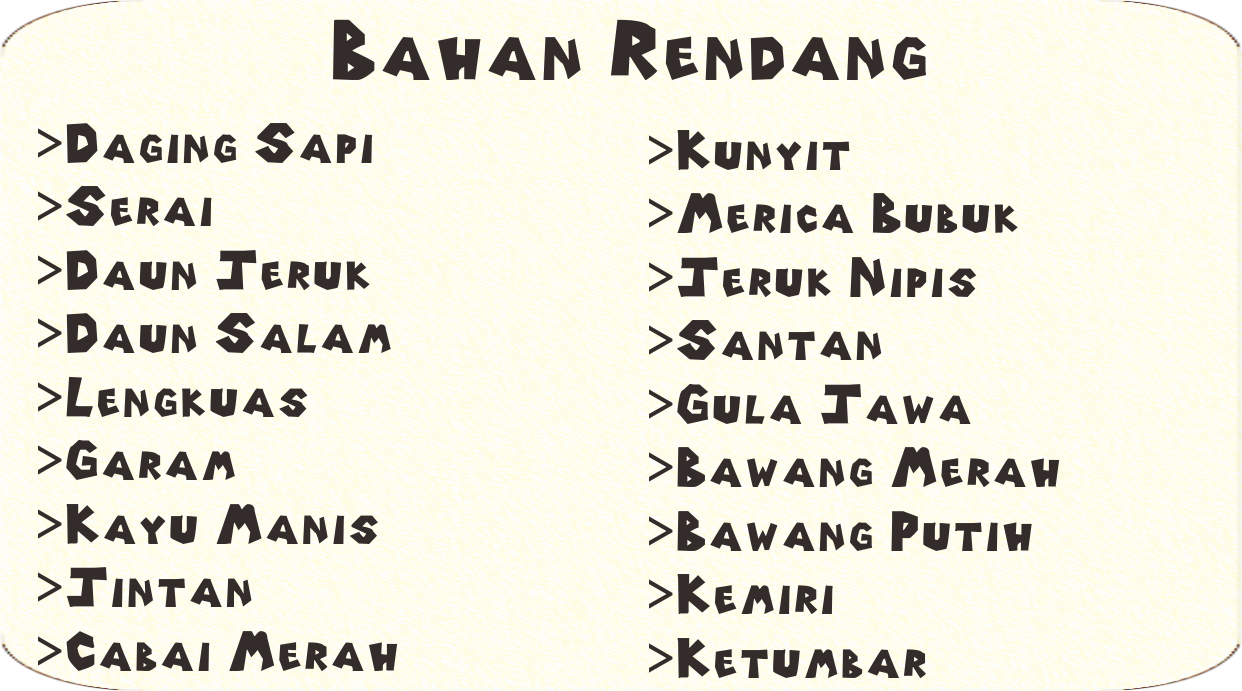 Bahan Rendang
>Daging Sapi
>Serai
>Daun Jeruk
>Daun Salam
>Lengkuas
>Garam
>Kayu Manis
>Jintan
>Cabai Merah
>Kunyit
>Merica Bubuk
>Jeruk Nipis
>Santan
>Gula Jawa
>Bawang Merah
>Bawang Putih
>Kemiri
>Ketumbar